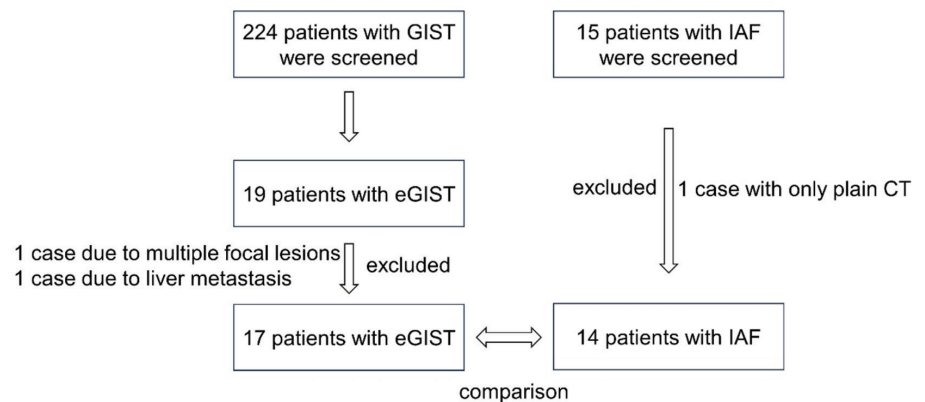 224 patients with GIST
were screened
15 patients with IAF
were screened
19 patients with eGIST
excluded
1 case with only plain CT
1 case due to multiple focal lesions
1 case due to liver metastasis
excluded
17 patients with eGIST
14 patients with IAF
comparison